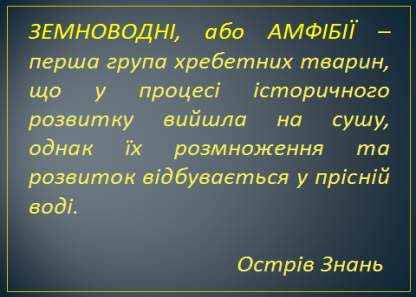 ЗЕМНОВОДНІ, або АМФІБІЇ –
перша група хребетних тварин,
що у процесі історичного
розвитку вийшла на сушу,
однак їх розмноження та
розвиток відбувається у прісній
воді.
Острів Знань